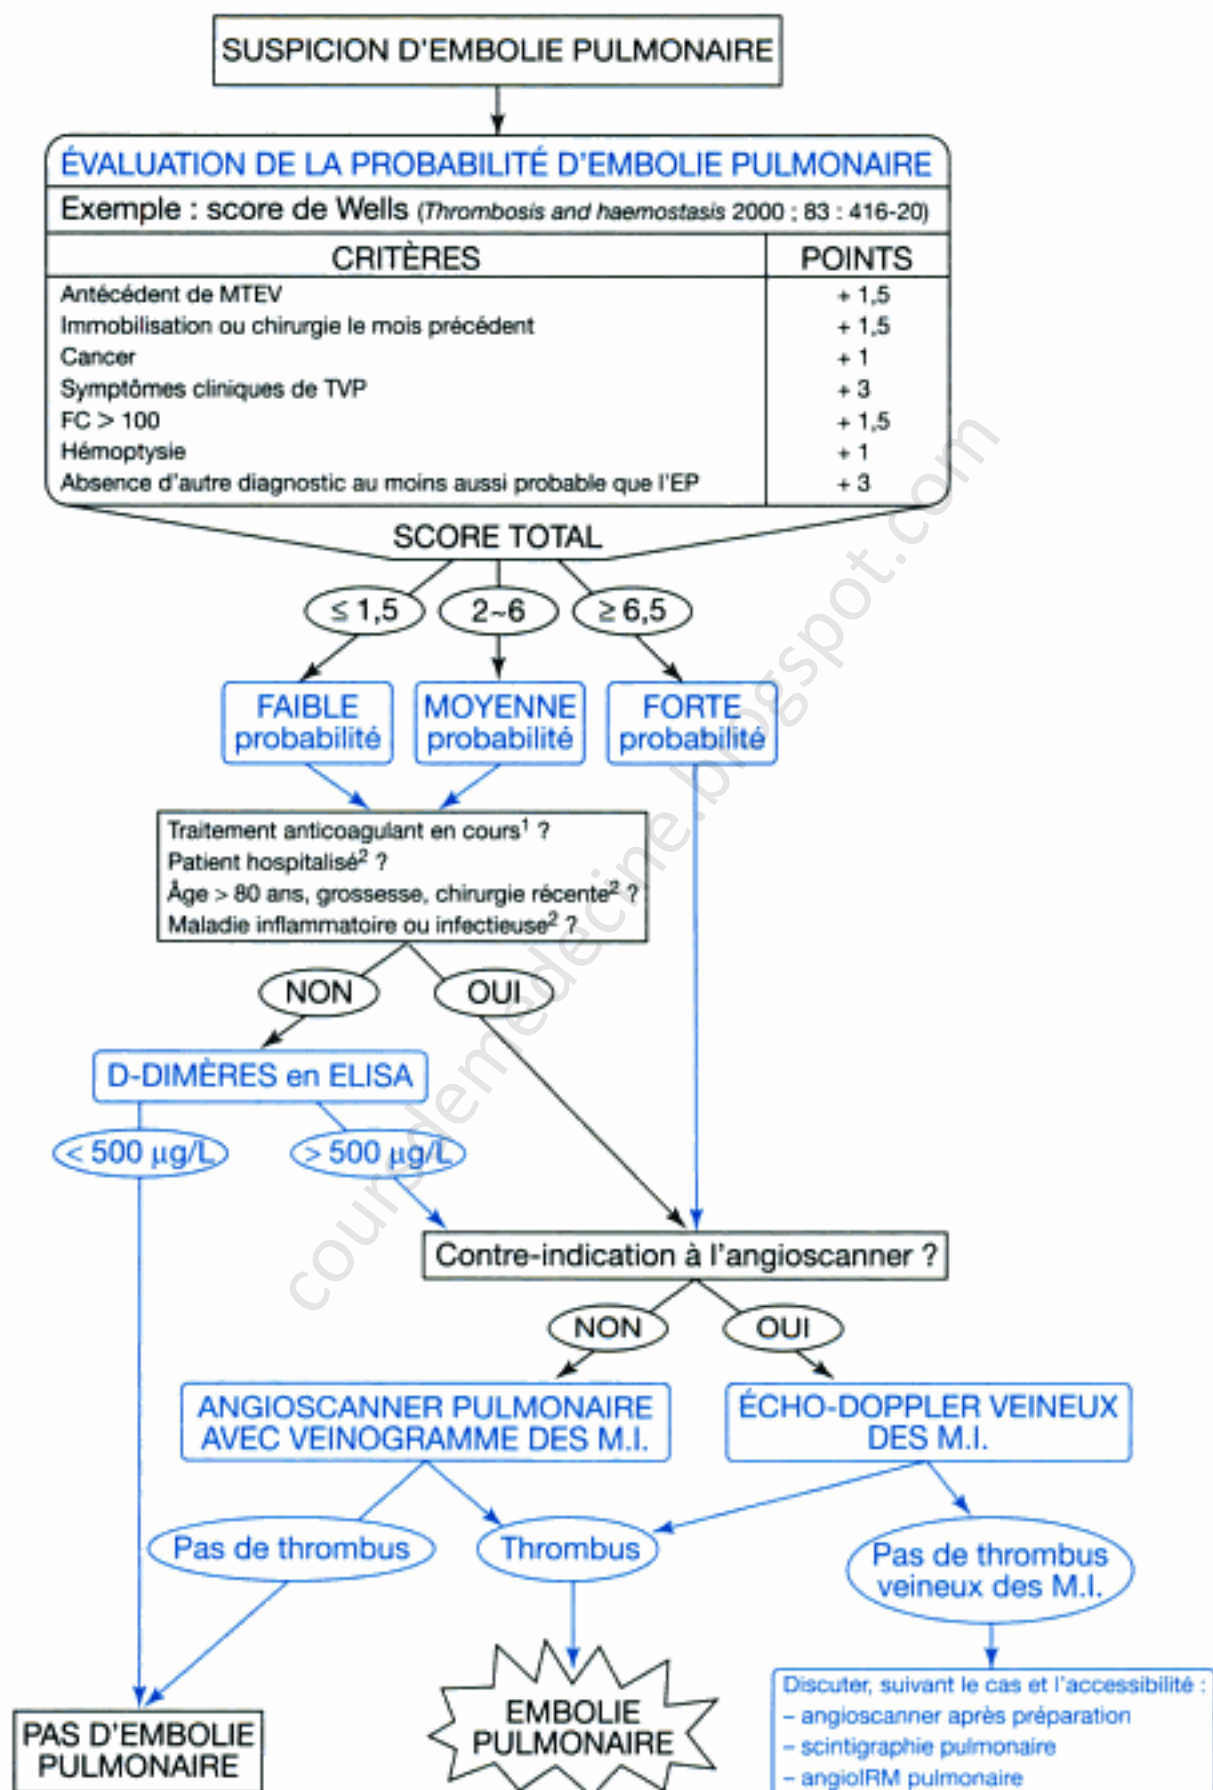 SUSPICION D'EMBOLIE PULMONAIRE
ÉVALUATION DE LA PROBABILITÉ D'EMBOLIE PULMONAIRE
Exemple : score de Wells (Thrombosis and haemostasis 2000 ; 83 : 416-20)
CRITÈRES POINTS
Antécédent de MTEV + 1,5
Immobilisation ou chirurgie le mois précédent + 1,5
Cancer + 1
Symptômes cliniques de TVP + 3
FC > 100 + 1,5
Hémoptysie + 1
Absence d'autre diagnostic au moins aussi probable que l'EP + 3
SCORE TOTAL
≤ 1,5 2~6 ≥ 6,5
FAIBLE probabilité
MOYENNE probabilité
FORTE probabilité
Traitement anticoagulant en cours¹ ?
Patient hospitalisé² ?
Âge > 80 ans, grossesse, chirurgie récente² ?
Maladie inflammatoire ou infectieuse² ?
NON OUI
D-DIMÈRES en ELISA
< 500 µg/L > 500 µg/L
Contre-indication à l'angioscanner ?
NON OUI
ANGIOSCANNER PULMONAIRE
AVEC VEINOGRAMME DES M.I.
ÉCHO-DOPPLER VEINEUX
DES M.I.
Pas de thrombus
Thrombus
Pas de thrombus
veineux des M.I.
PAS D'EMBOLIE
PULMONAIRE
EMBOLIE
PULMONAIRE
Discuter, suivant le cas et l'accessibilité :
– angioscanner après préparation
– scintigraphie pulmonaire
– angioIRM pulmonaire
coursdemedecine.blogspot.com